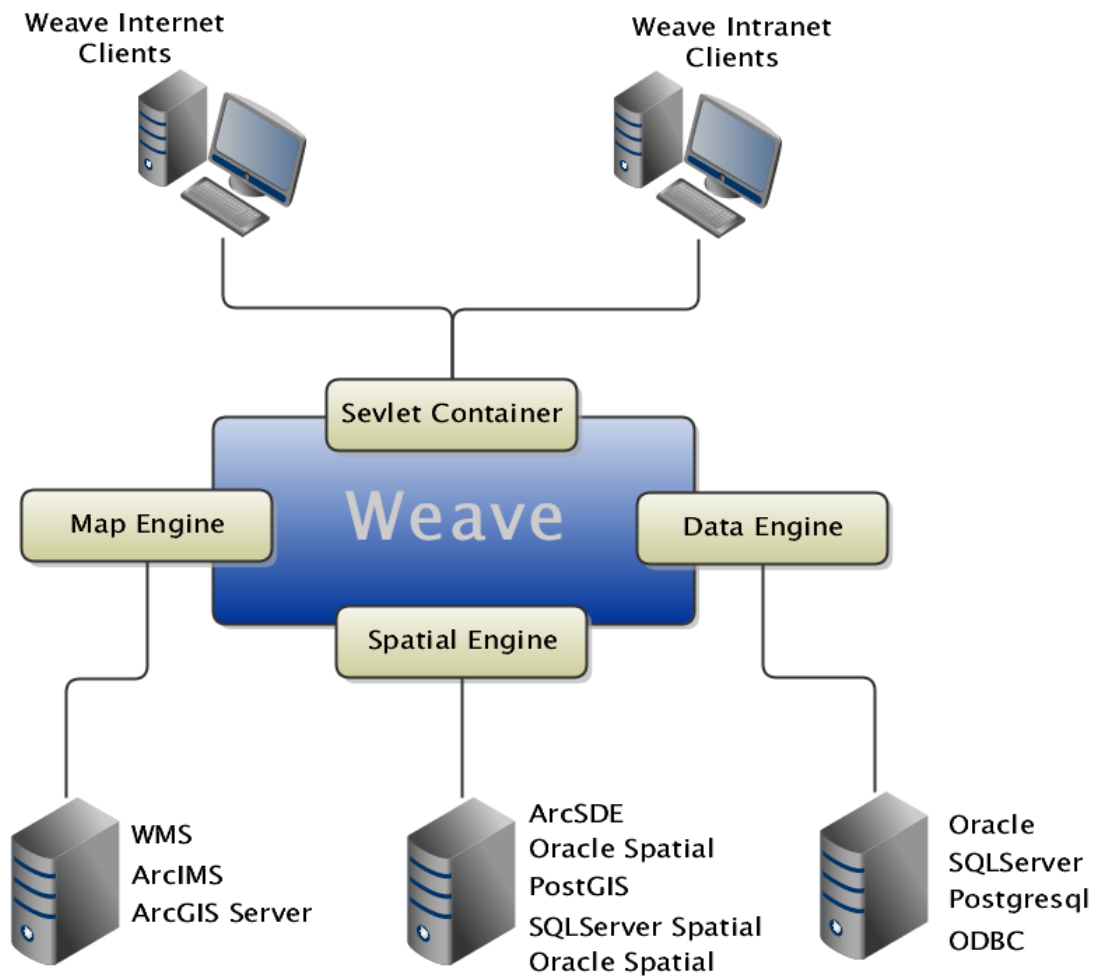 Weave Internet
Clients
Weave Intranet
Clients
Sevlet Container
Weave
Map Engine
Data Engine
Spatial Engine
WMS
ArcIMS
ArcGIS Server
ArcSDE
Oracle Spatial
PostGIS
SQLServer Spatial
Oracle Spatial
Oracle
SQLServer
Postgresql
ODBC